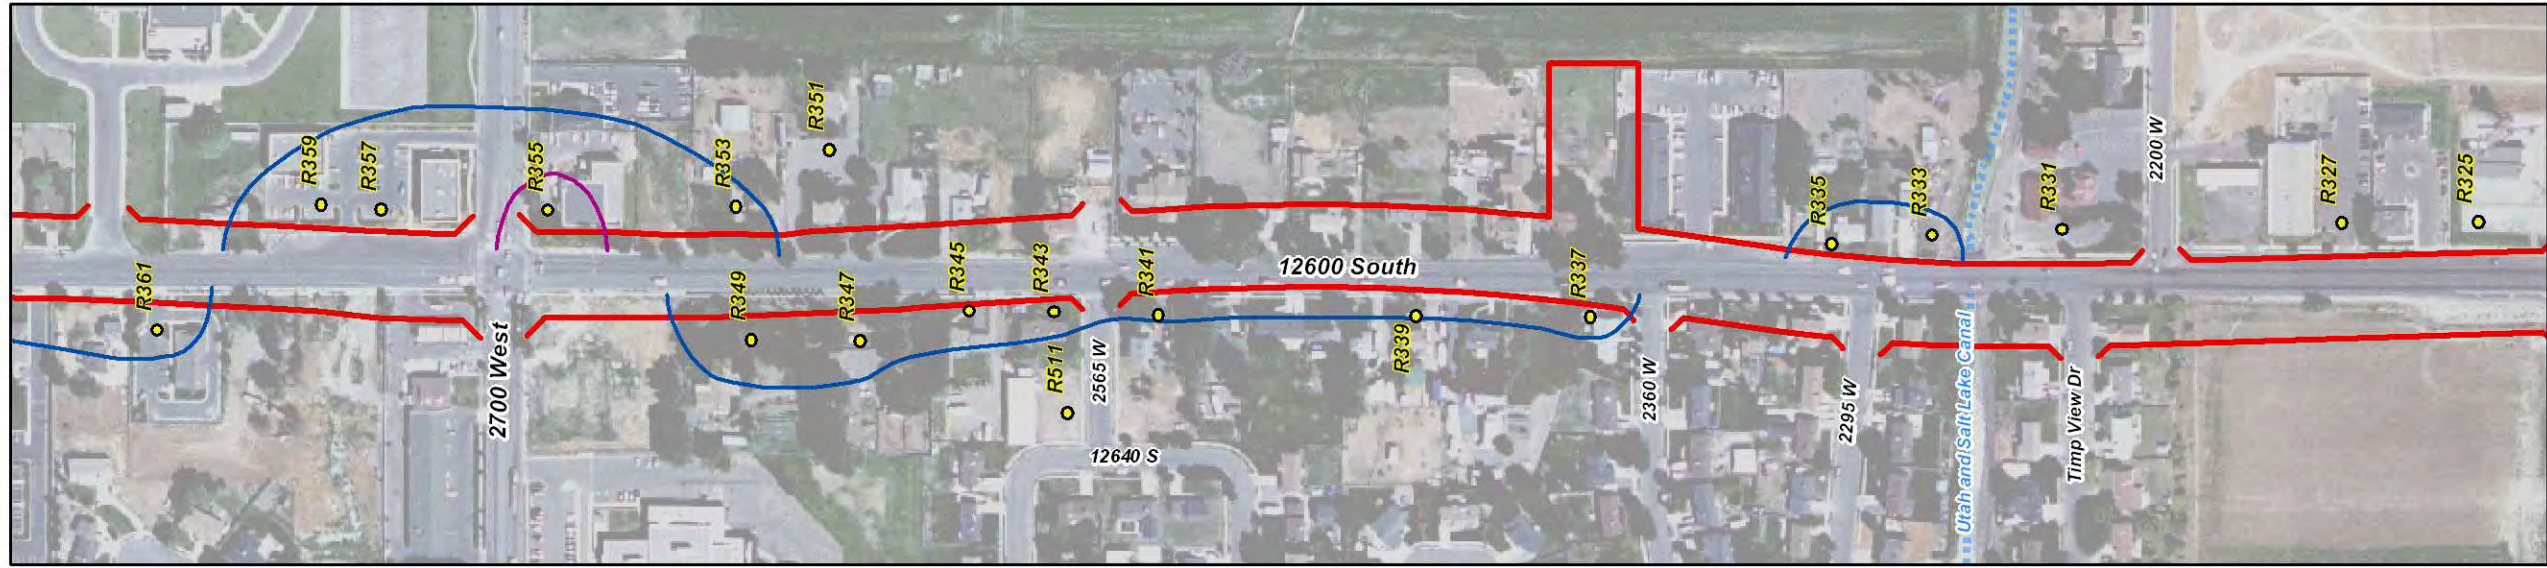 R359
R357
R355
R353
R351
R335
R333
R331
2200 W
R327
R325
R361
R349
R347
R345
R343
R341
12600 South
R337
R339
2700 West
R511
2565 W
12640 S
2360 W
2295 W
Utah and Salt Lake Canal
Timp View Dr